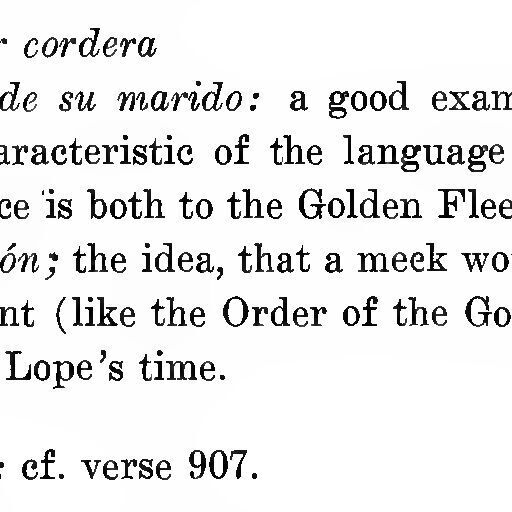 r cordera
de su marido: a good exam
aracteristic of the language
ce is both to the Golden Flee
ón; the idea, that a meek wo
nt (like the Order of the Go
Lope's time.
: cf. verse 907.